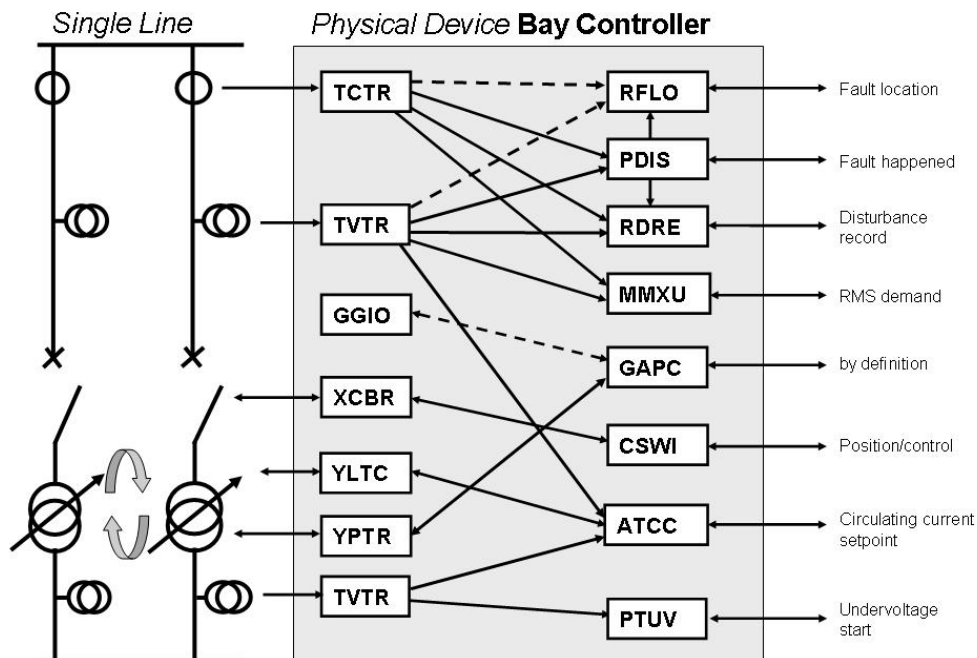 Single Line
Physical Device Bay Controller
TCTR
RFLO
Fault location
PDIS
Fault happened
TVTR
RDRE
Disturbance
record
GGIO
MMXU
RMS demand
GAPC
by definition
XCBR
CSWI
Position/control
YLTC
YPTR
ATCC
Circulating current
setpoint
TVTR
PTUV
Undervoltage
start